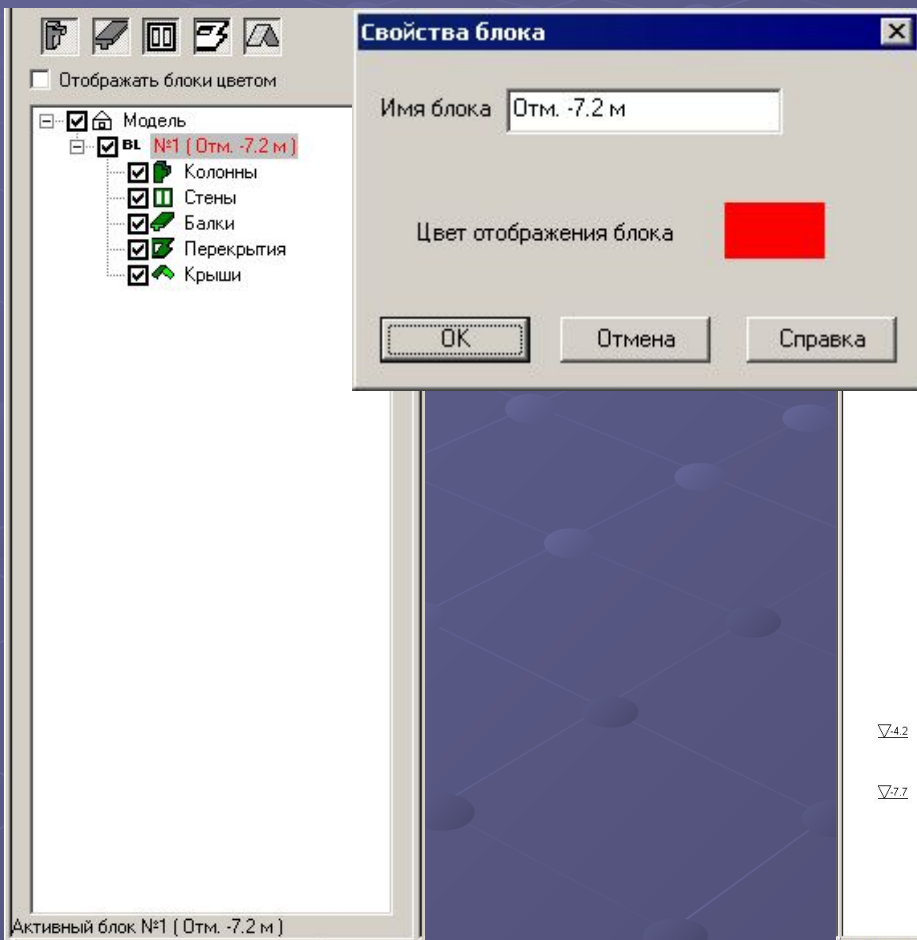 Отображать блоки цветом
Модель
BL №1 ( Отм. -7.2 м )
Колонны
Стены
Балки
Перекрытия
Крыши
Активный блок №1 ( Отм. -7.2 м )
Свойства блока
Имя блока Отм. -7.2 м
Цвет отображения блока
OK Отмена Справка
-4.2
-7.7